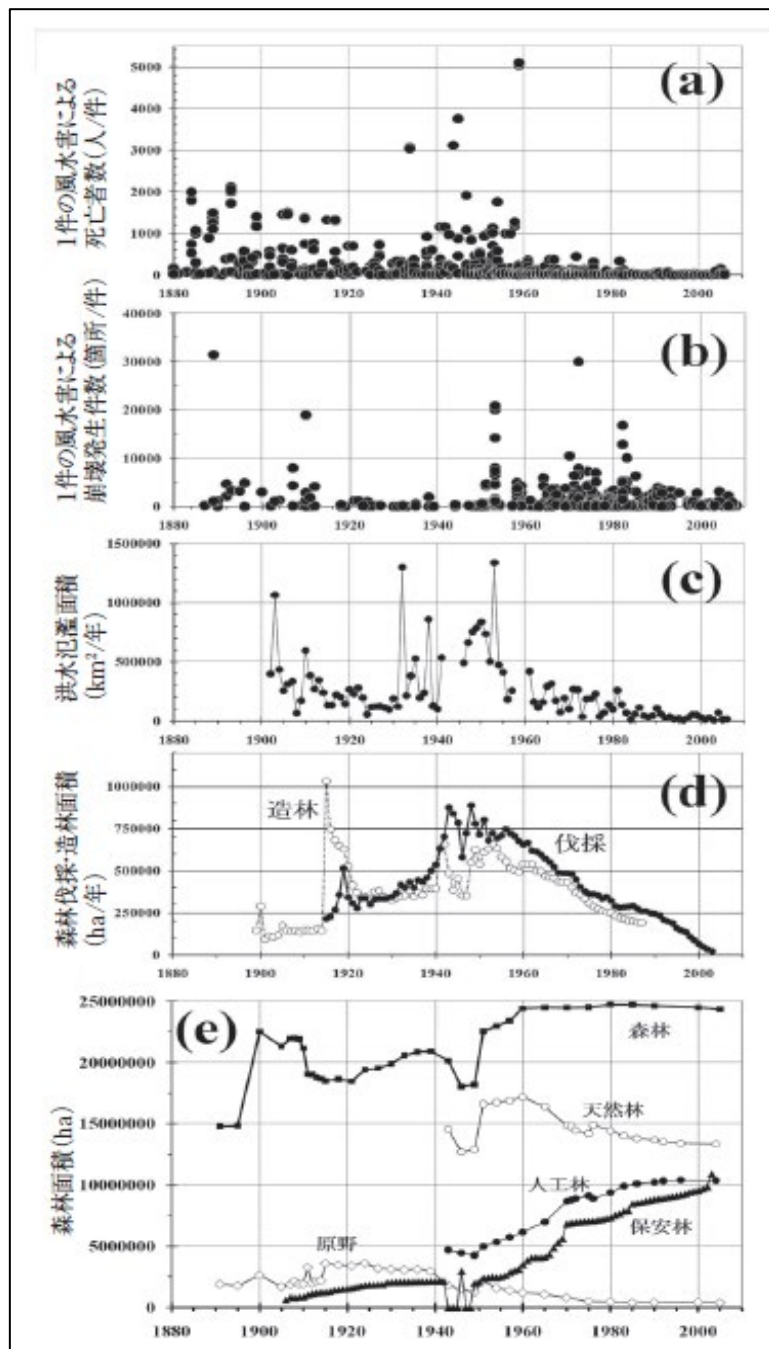 (a)
1件の風水害による
死亡者数(人/件)
5000
4000
3000
2000
1000
0
1880 1900 1920 1940 1960 1980 2000
(b)
1件の風水害による
崩壊発生件数(箇所/件)
40000
30000
20000
10000
0
1880 1900 1920 1940 1960 1980 2000
(c)
洪水氾濫面積
(km²/年)
1500000
1000000
500000
0
1880 1900 1920 1940 1960 1980 2000
(d)
森林伐採・造林面積
(ha/年)
1000000
750000
500000
250000
0
造林
伐採
1880 1900 1920 1940 1960 1980 2000
(e)
森林面積(ha)
25000000
20000000
15000000
10000000
5000000
0
森林
天然林
人工林
保安林
原野
1880 1900 1920 1940 1960 1980 2000